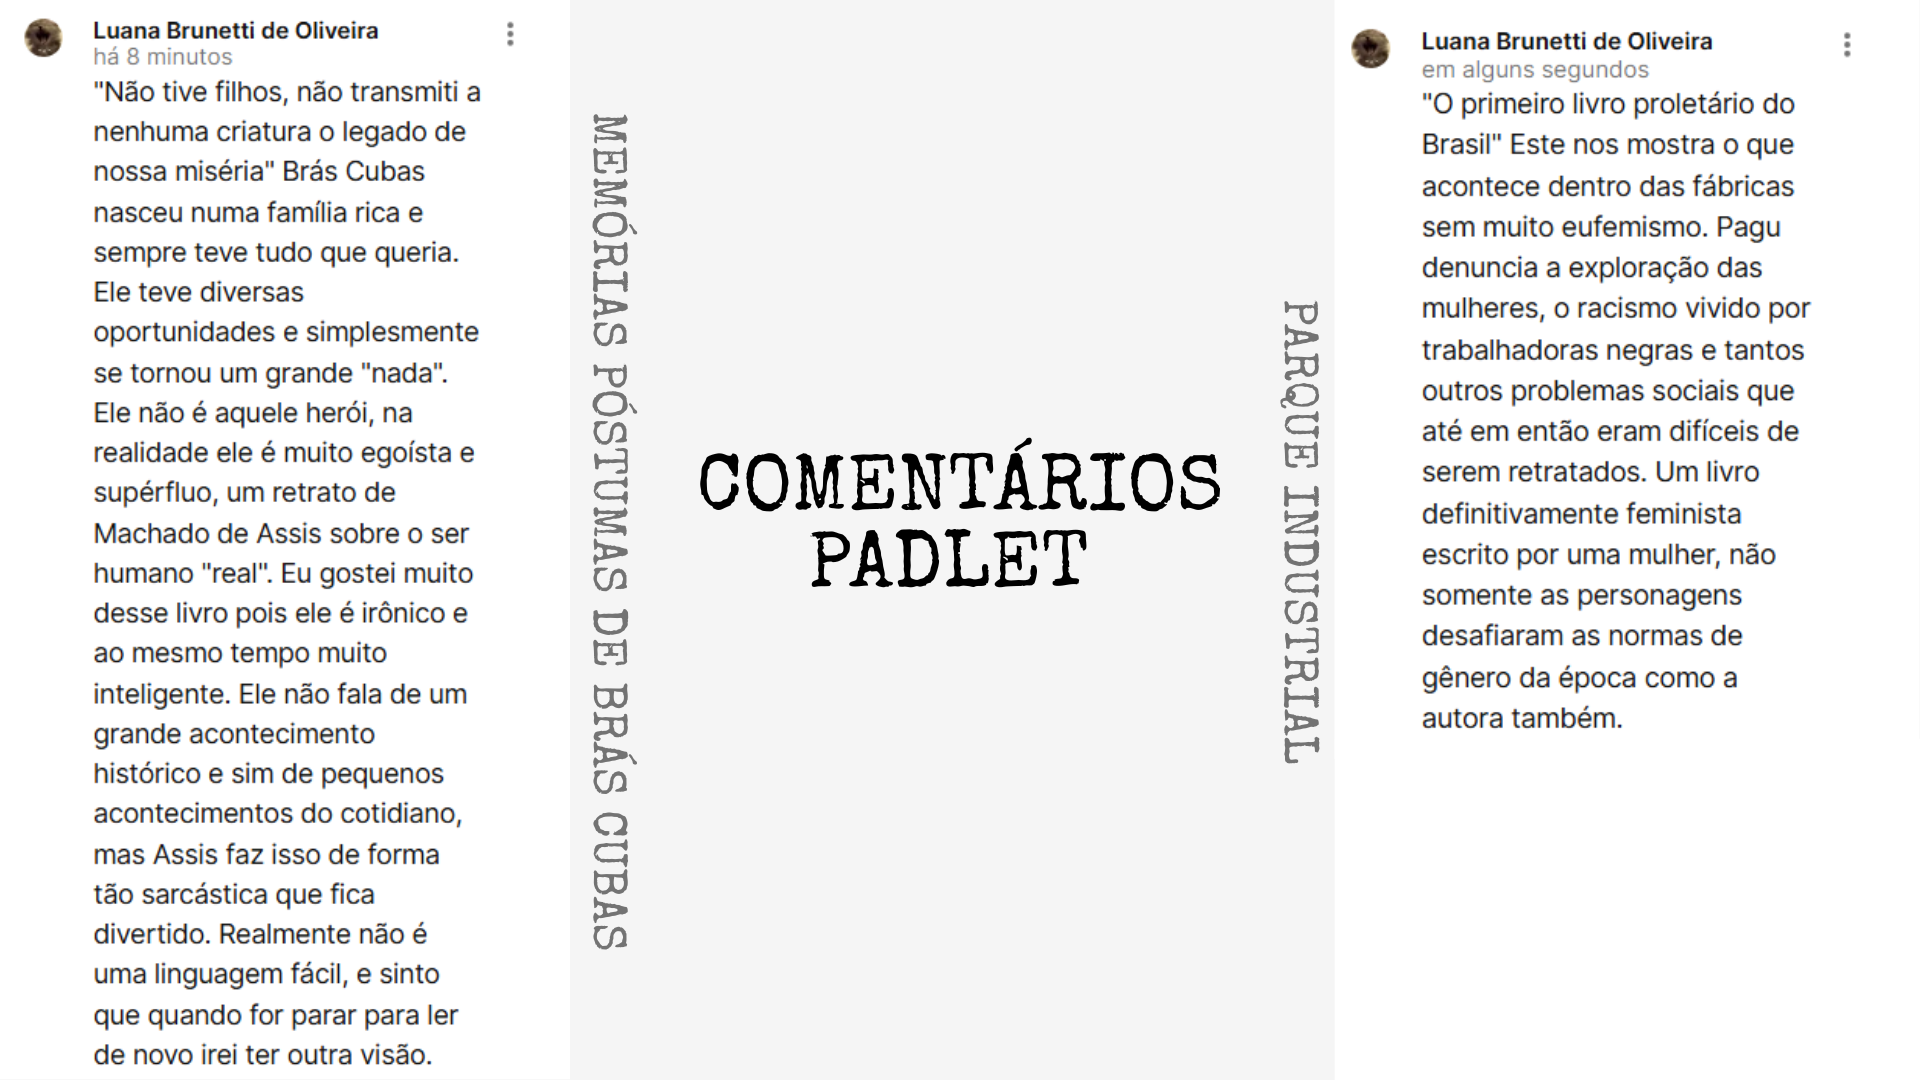 Luana Brunetti de Oliveira
há 8 minutos
"Não tive filhos, não transmiti a
nenhuma criatura o legado de
nossa miséria" Brás Cubas
nasceu numa família rica e
sempre teve tudo que queria.
Ele teve diversas
oportunidades e simplesmente
se tornou um grande "nada".
Ele não é aquele herói, na
realidade ele é muito egoísta e
supérfluo, um retrato de
Machado de Assis sobre o ser
humano "real". Eu gostei muito
desse livro pois ele é irônico e
ao mesmo tempo muito
inteligente. Ele não fala de um
grande acontecimento
histórico e sim de pequenos
acontecimentos do cotidiano,
mas Assis faz isso de forma
tão sarcástica que fica
divertido. Realmente não é
uma linguagem fácil, e sinto
que quando for parar para ler
de novo irei ter outra visão.
MEMÓRIAS PÓSTUMAS DE BRÁS CUBAS
COMENTÁRIOS
PADLET
PARQUE INDUSTRIAL
Luana Brunetti de Oliveira
em alguns segundos
"O primeiro livro proletário do
Brasil" Este nos mostra o que
acontece dentro das fábricas
sem muito eufemismo. Pagu
denuncia a exploração das
mulheres, o racismo vivido por
trabalhadoras negras e tantos
outros problemas sociais que
até em então eram difíceis de
serem retratados. Um livro
definitivamente feminista
escrito por uma mulher, não
somente as personagens
desafiaram as normas de
gênero da época como a
autora também.